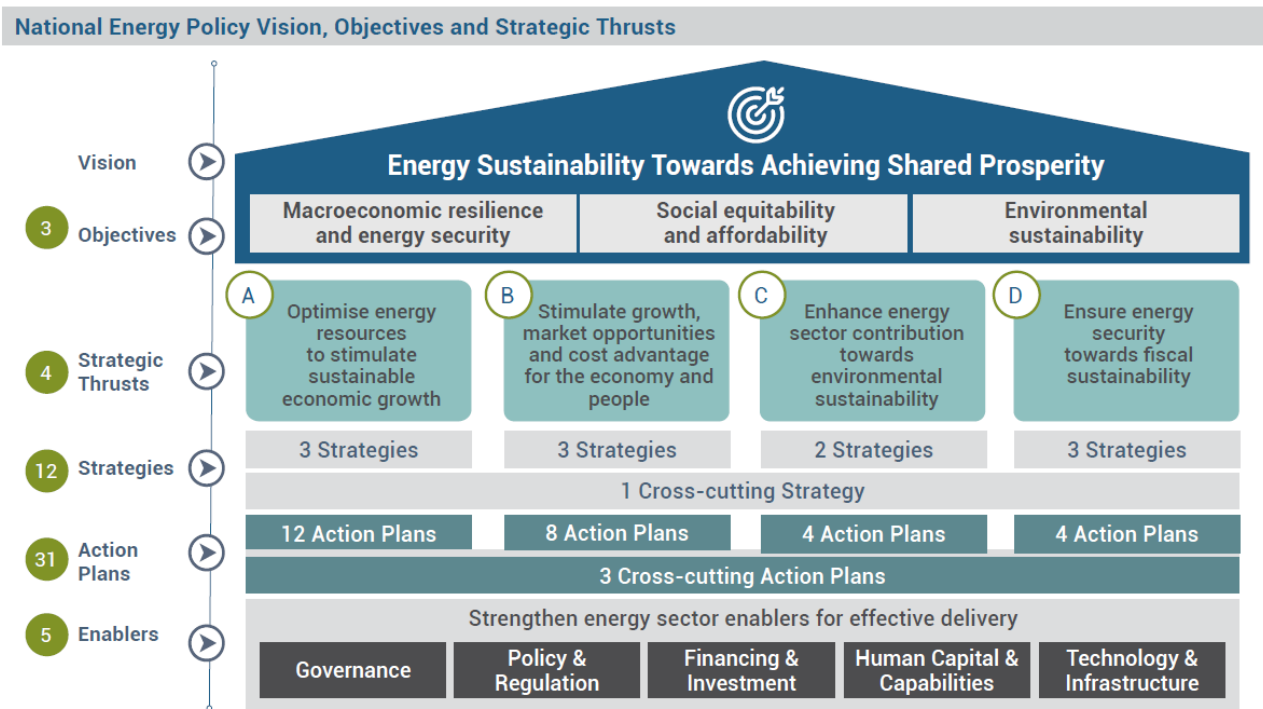 National Energy Policy Vision, Objectives and Strategic Thrusts
Vision
Energy Sustainability Towards Achieving Shared Prosperity
3
Objectives
Macroeconomic resilience
and energy security
Social equitability
and affordability
Environmental
sustainability
4
Strategic
Thrusts
A
Optimise energy
resources
to stimulate
sustainable
economic growth
B
Stimulate growth,
market opportunities
and cost advantage
for the economy and
people
C
Enhance energy
sector contribution
towards
environmental
sustainability
D
Ensure energy
security
towards fiscal
sustainability
12
Strategies
3 Strategies
3 Strategies
2 Strategies
3 Strategies
1 Cross-cutting Strategy
31
Action
Plans
12 Action Plans
8 Action Plans
4 Action Plans
4 Action Plans
3 Cross-cutting Action Plans
5
Enablers
Strengthen energy sector enablers for effective delivery
Governance
Policy &
Regulation
Financing &
Investment
Human Capital &
Capabilities
Technology &
Infrastructure